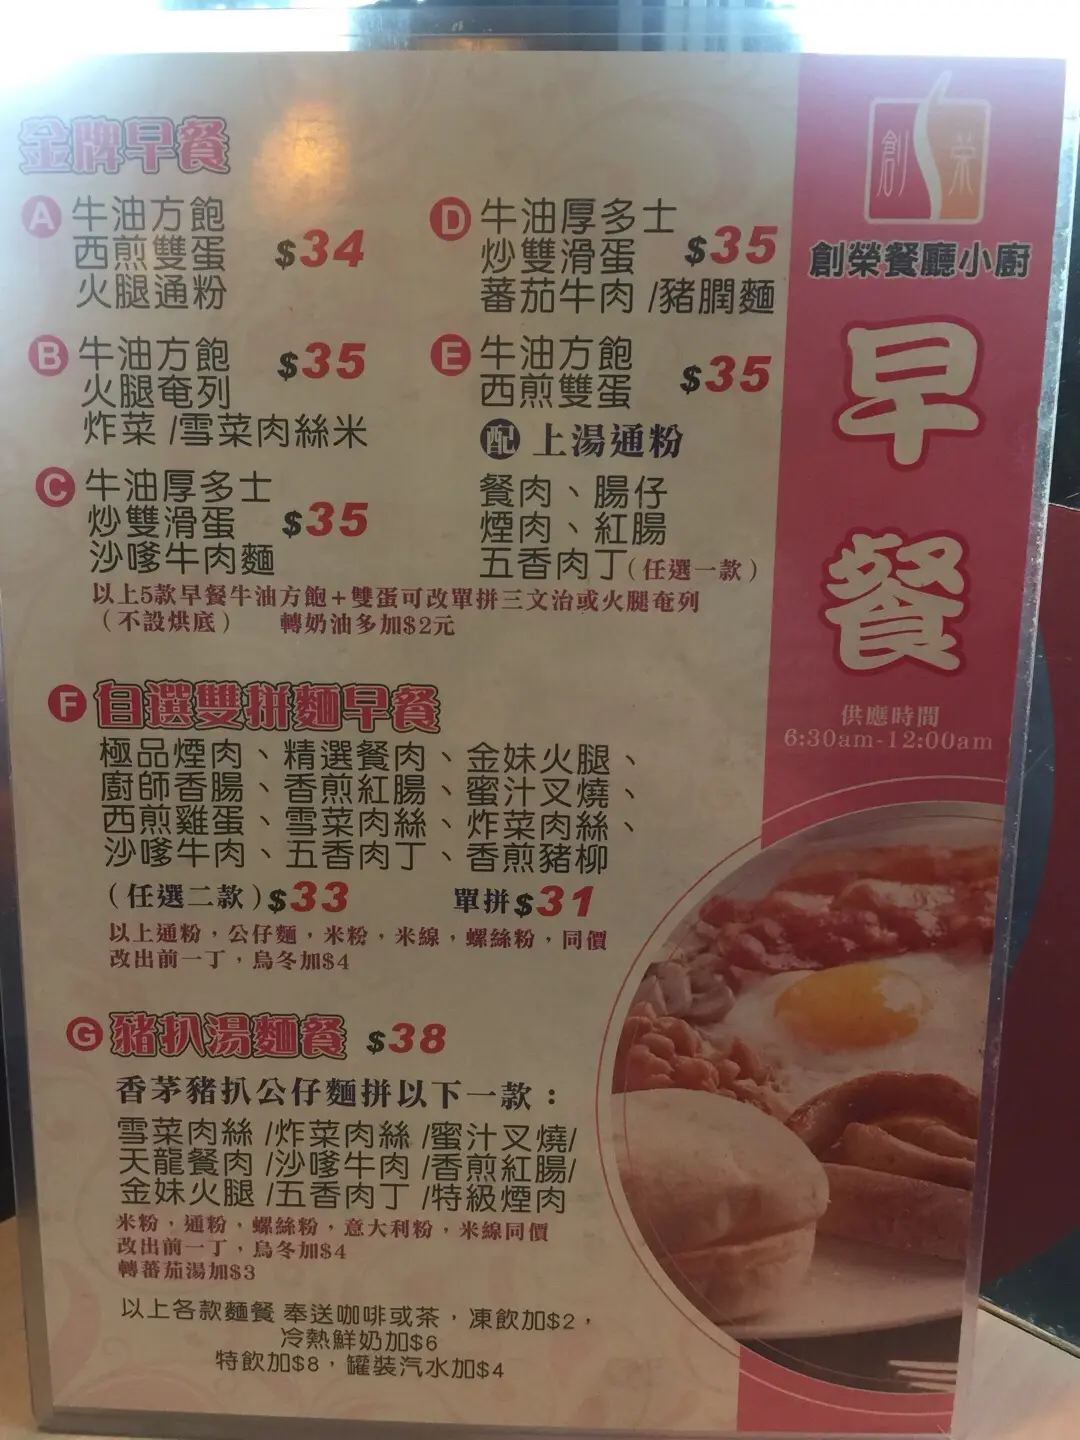 金牌早餐
A 牛油方飽
西煎雙蛋
火腿通粉
$34
B 牛油方飽
火腿奄列
炸菜/雪菜肉絲米
$35
C 牛油厚多士
炒雙滑蛋
沙嗲牛肉麵
$35
D 牛油厚多士
炒雙滑蛋
蕃茄牛肉/豬膶麵
$35
E 牛油方飽
西煎雙蛋
$35
配 上湯通粉
餐肉、腸仔
煙肉、紅腸
五香肉丁(任選一款)
以上5款早餐牛油方飽+雙蛋可改單拼三文治或火腿奄列
(不設烘底) 轉奶油多加$2元
F 自選雙拼麵早餐
極品煙肉、精選餐肉、金妹火腿、
廚師香腸、香煎紅腸、蜜汁叉燒、
西煎雞蛋、雪菜肉絲、炸菜肉絲、
沙嗲牛肉、五香肉丁、香煎豬柳
(任選二款)$33 單拼$31
以上通粉，公仔麵，米粉，米線，螺絲粉，同價
改出前一丁，烏冬加$4
G 豬扒湯麵餐 $38
香茅豬扒公仔麵拼以下一款：
雪菜肉絲/炸菜肉絲/蜜汁叉燒/
天龍餐肉/沙嗲牛肉/香煎紅腸/
金妹火腿/五香肉丁/特級煙肉
米粉，通粉，螺絲粉，意大利粉，米線同價
改出前一丁，烏冬加$4
轉蕃茄湯加$3
以上各款麵餐 奉送咖啡或茶，凍飲加$2，
冷熱鮮奶加$6
特飲加$8，罐裝汽水加$4
創 榮
創榮餐廳小廚
早
餐
供應時間
6:30am-12:00am